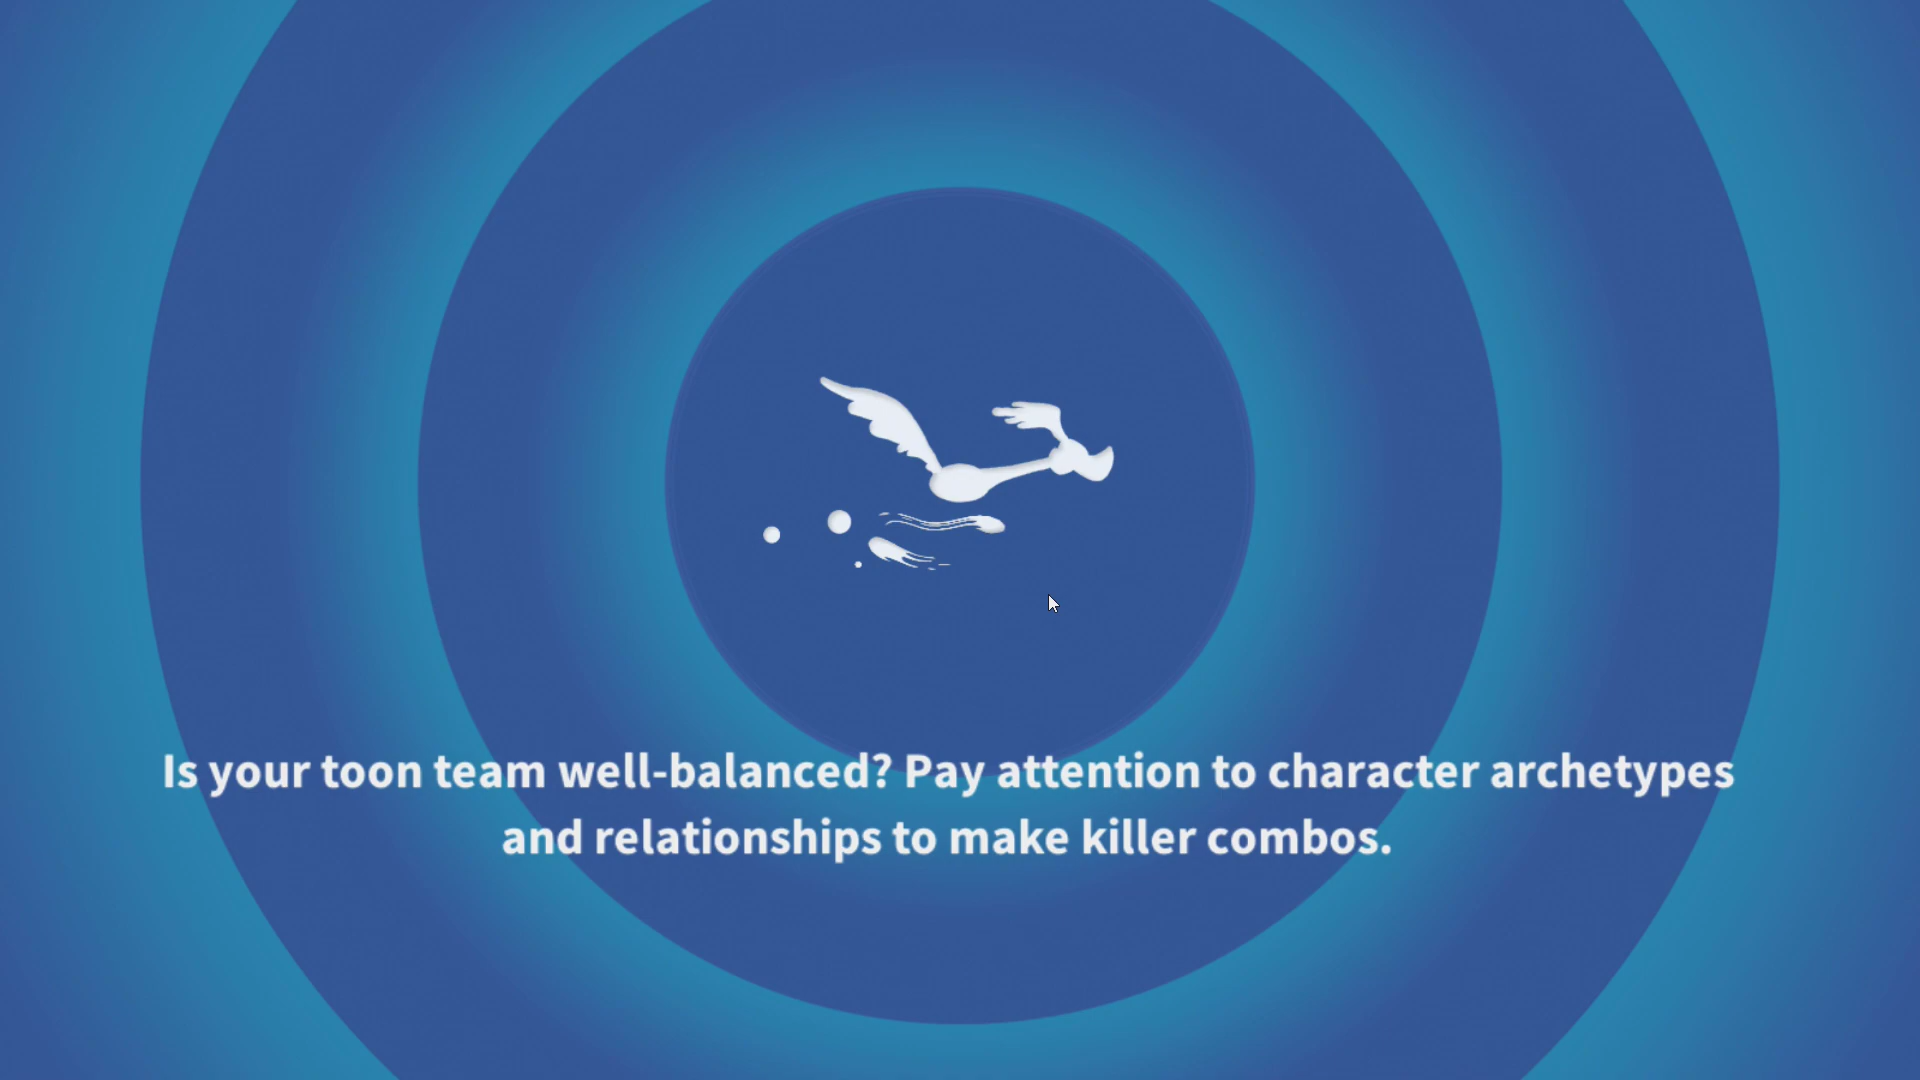 Is your toon team well-balanced? Pay attention to character archetypes
and relationships to make killer combos.